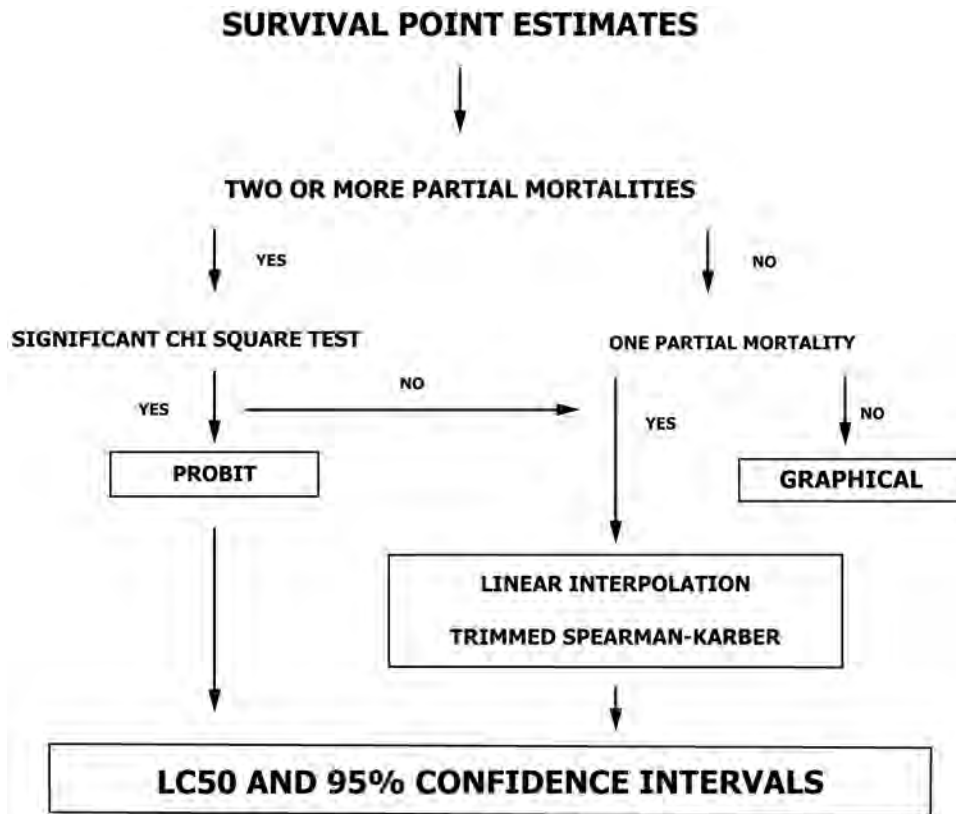 SURVIVAL POINT ESTIMATES
TWO OR MORE PARTIAL MORTALITIES
YES
NO
SIGNIFICANT CHI SQUARE TEST
ONE PARTIAL MORTALITY
YES
NO
YES
NO
PROBIT
GRAPHICAL
LINEAR INTERPOLATION
TRIMMED SPEARMAN-KARBER
LC50 AND 95% CONFIDENCE INTERVALS